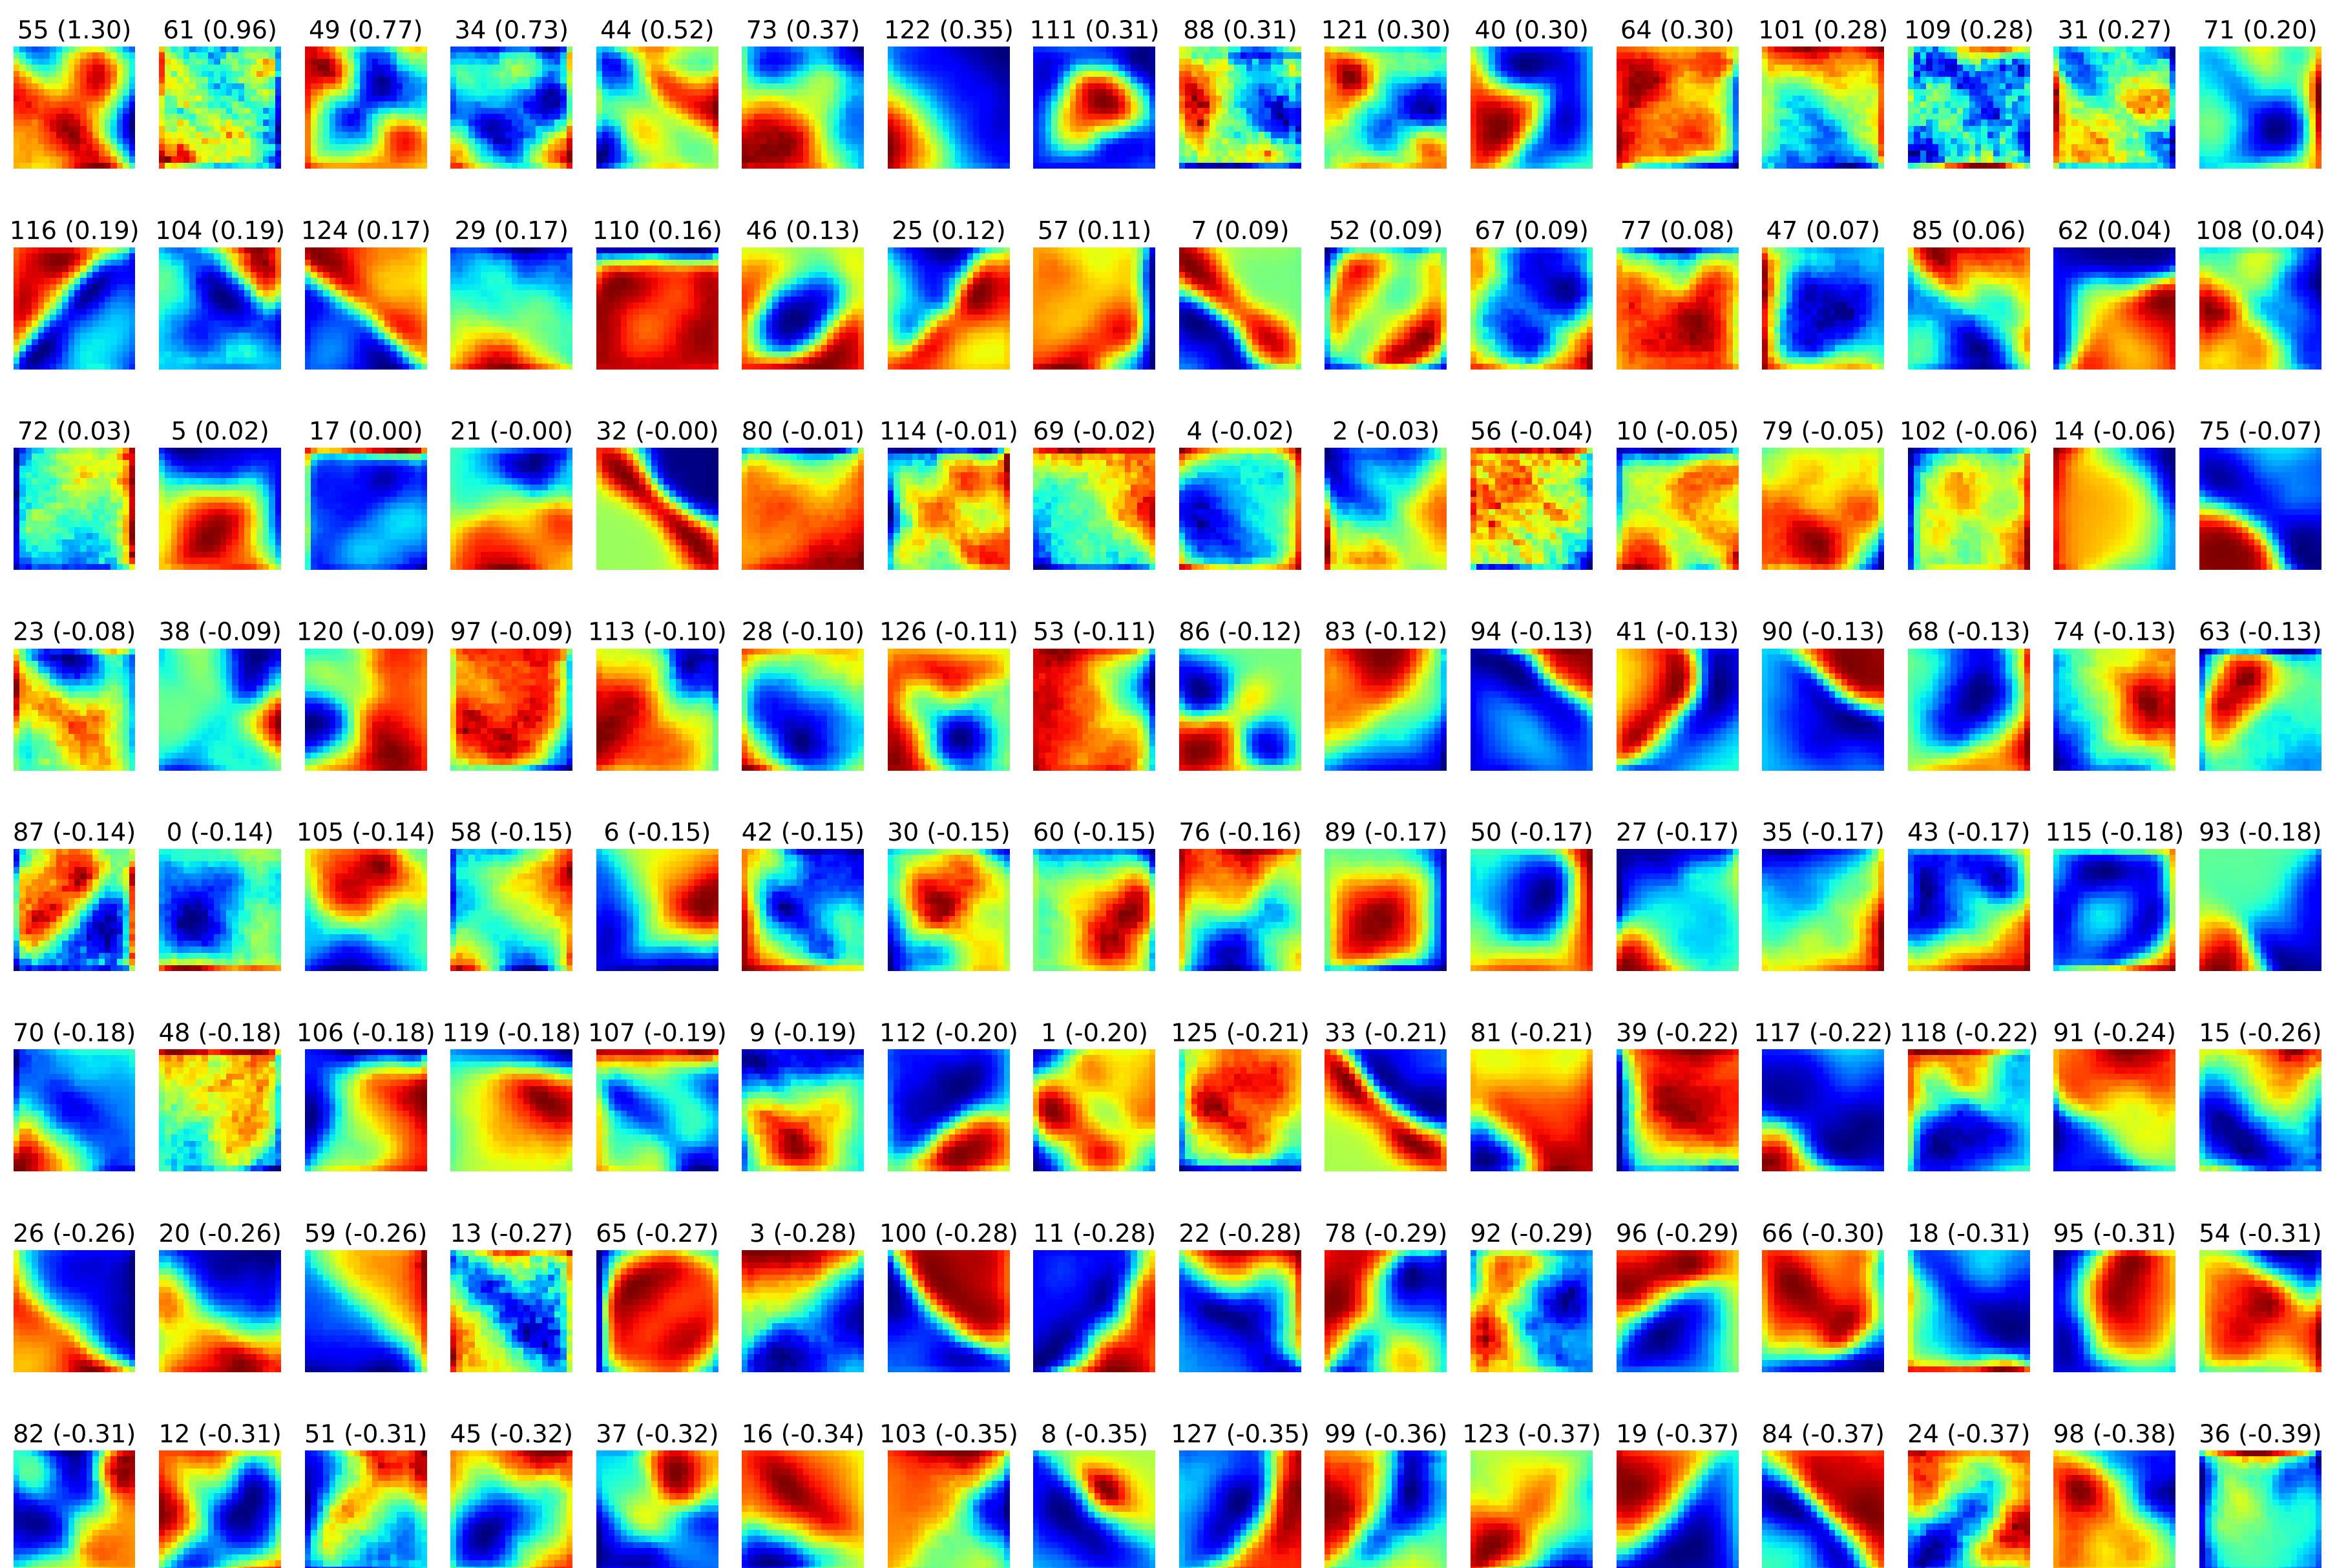 55 (1.30) 61 (0.96) 49 (0.77) 34 (0.73) 44 (0.52) 73 (0.37) 122 (0.35) 111 (0.31) 88 (0.31) 121 (0.30) 40 (0.30) 64 (0.30) 101 (0.28) 109 (0.28) 31 (0.27) 71 (0.20)
116 (0.19) 104 (0.19) 124 (0.17) 29 (0.17) 110 (0.16) 46 (0.13) 25 (0.12) 57 (0.11) 7 (0.09) 52 (0.09) 67 (0.09) 77 (0.08) 47 (0.07) 85 (0.06) 62 (0.04) 108 (0.04)
72 (0.03) 5 (0.02) 17 (0.00) 21 (-0.00) 32 (-0.00) 80 (-0.01) 114 (-0.01) 69 (-0.02) 4 (-0.02) 2 (-0.03) 56 (-0.04) 10 (-0.05) 79 (-0.05) 102 (-0.06) 14 (-0.06) 75 (-0.07)
23 (-0.08) 38 (-0.09) 120 (-0.09) 97 (-0.09) 113 (-0.10) 28 (-0.10) 126 (-0.11) 53 (-0.11) 86 (-0.12) 83 (-0.12) 94 (-0.13) 41 (-0.13) 90 (-0.13) 68 (-0.13) 74 (-0.13) 63 (-0.13)
87 (-0.14) 0 (-0.14) 105 (-0.14) 58 (-0.15) 6 (-0.15) 42 (-0.15) 30 (-0.15) 60 (-0.15) 76 (-0.16) 89 (-0.17) 50 (-0.17) 27 (-0.17) 35 (-0.17) 43 (-0.17) 115 (-0.18) 93 (-0.18)
70 (-0.18) 48 (-0.18) 106 (-0.18) 119 (-0.18) 107 (-0.19) 9 (-0.19) 112 (-0.20) 1 (-0.20) 125 (-0.21) 33 (-0.21) 81 (-0.21) 39 (-0.22) 117 (-0.22) 118 (-0.22) 91 (-0.24) 15 (-0.26)
26 (-0.26) 20 (-0.26) 59 (-0.26) 13 (-0.27) 65 (-0.27) 3 (-0.28) 100 (-0.28) 11 (-0.28) 22 (-0.28) 78 (-0.29) 92 (-0.29) 96 (-0.29) 66 (-0.30) 18 (-0.31) 95 (-0.31) 54 (-0.31)
82 (-0.31) 12 (-0.31) 51 (-0.31) 45 (-0.32) 37 (-0.32) 16 (-0.34) 103 (-0.35) 8 (-0.35) 127 (-0.35) 99 (-0.36) 123 (-0.37) 19 (-0.37) 84 (-0.37) 24 (-0.37) 98 (-0.38) 36 (-0.39)